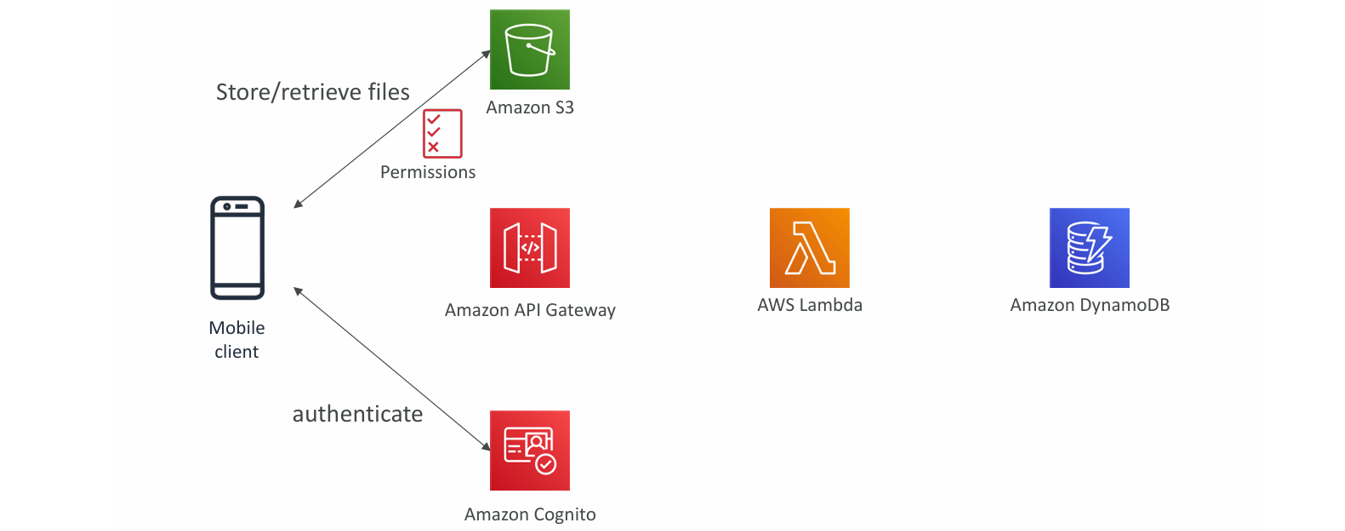 Store/retrieve files
Amazon S3
Permissions
Mobile
client
Amazon API Gateway
AWS Lambda
Amazon DynamoDB
authenticate
Amazon Cognito